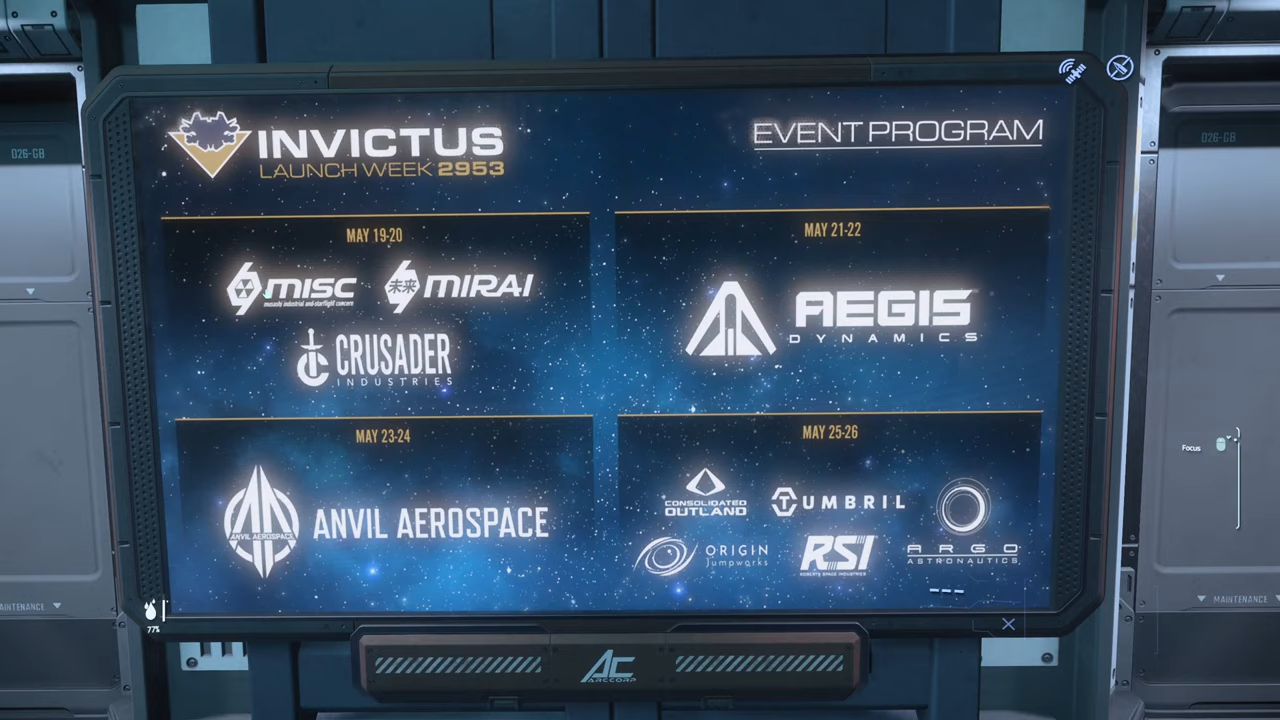 INVICTUS
LAUNCH WEEK 2953
EVENT PROGRAM
D26-GB
D26-GB
MAY 19-20
MISC
musashi industrial and starflight concern
未来 MIRAI
CRUSADER
INDUSTRIES
MAY 21-22
AEGIS
DYNAMICS
MAY 23-24
ANVIL AEROSPACE
ANVIL AEROSPACE
MAY 25-26
CONSOLIDATED
OUTLAND
TUMBRIL
ORIGIN
Jumpworks
RSI
ROBERTS SPACE INDUSTRIES
ARGO
ASTRONAUTICS
Focus
77%
MAINTENANCE
MAINTENANCE
AC
ARCCORP